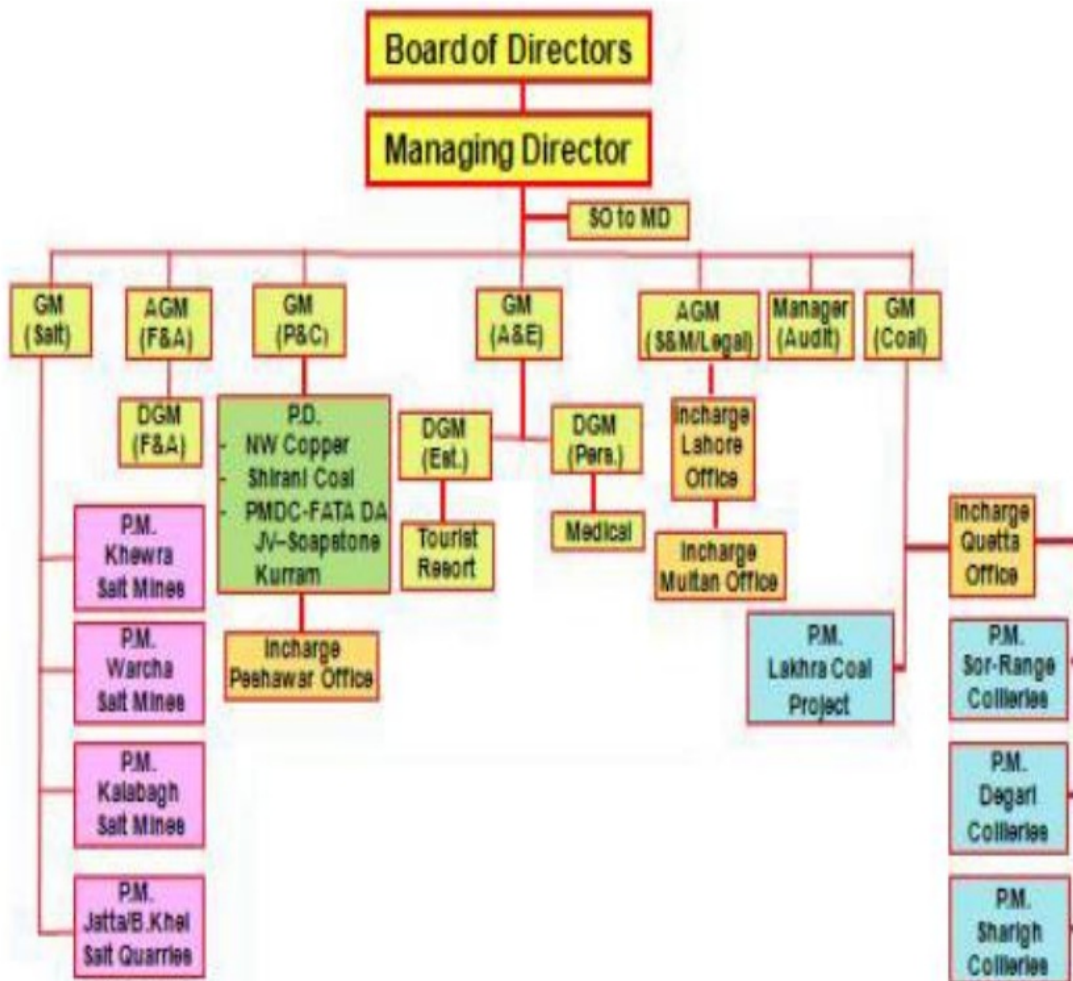 Board of Directors
Managing Director
SO to MD
GM
(Salt)
AGM
(F&A)
GM
(P&C)
GM
(A&E)
AGM
(S&M/Legal)
Manager
(Audit)
GM
(Coal)
DGM
(F&A)
P.D.
- NW Copper
- Shirani Coal
- PMDC-FATA DA
JV-Soapstone
Kurram
Incharge
Peshawar Office
DGM
(Est.)
Tourist
Resort
DGM
(Pers.)
Medical
Incharge
Lahore
Office
Incharge
Multan Office
P.M.
Khewra
Salt Mines
P.M.
Warcha
Salt Mines
P.M.
Kalabagh
Salt Mines
P.M.
Jatta/B.Khel
Salt Quarries
P.M.
Lakhra Coal
Project
Incharge
Quetta
Office
P.M.
Sor-Range
Collieries
P.M.
Degari
Collieries
P.M.
Sharigh
Collieries